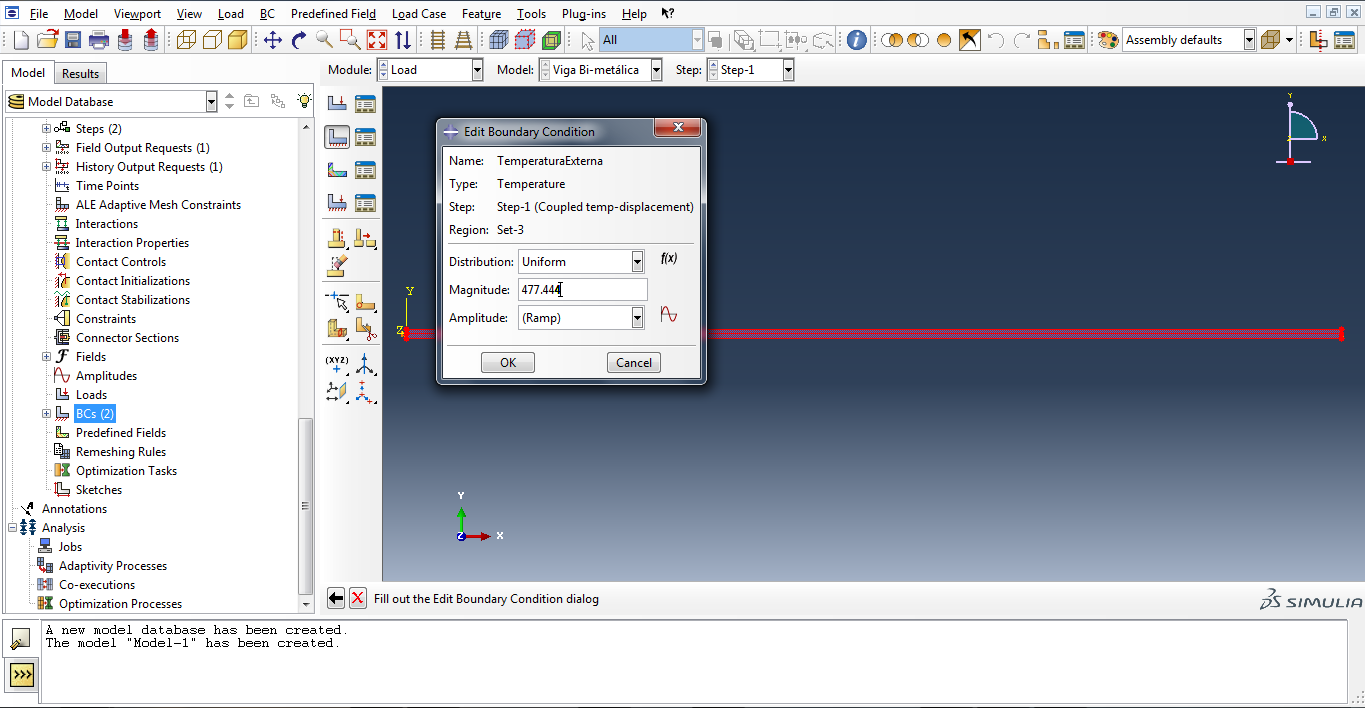 File Model Viewport View Load BC Predefined Field Load Case Feature Tools Plug-ins Help ?
All Assembly defaults
Model Results
Module: Load Model: Viga Bi-metálica Step: Step-1
Model Database
Steps (2)
Field Output Requests (1)
History Output Requests (1)
Time Points
ALE Adaptive Mesh Constraints
Interactions
Interaction Properties
Contact Controls
Contact Initializations
Contact Stabilizations
Constraints
Connector Sections
Fields
Amplitudes
Loads
BCs (2)
Predefined Fields
Remeshing Rules
Optimization Tasks
Sketches
Annotations
Analysis
Jobs
Adaptivity Processes
Co-executions
Optimization Processes
(XYZ)
Edit Boundary Condition
Name: TemperaturaExterna
Type: Temperature
Step: Step-1 (Coupled temp-displacement)
Region: Set-3
Distribution: Uniform f(x)
Magnitude: 477.444
Amplitude: (Ramp)
OK Cancel
Y
X
Y
Z
Y
Z X
Fill out the Edit Boundary Condition dialog
SIMULIA
A new model database has been created.
The model "Model-1" has been created.
>>>